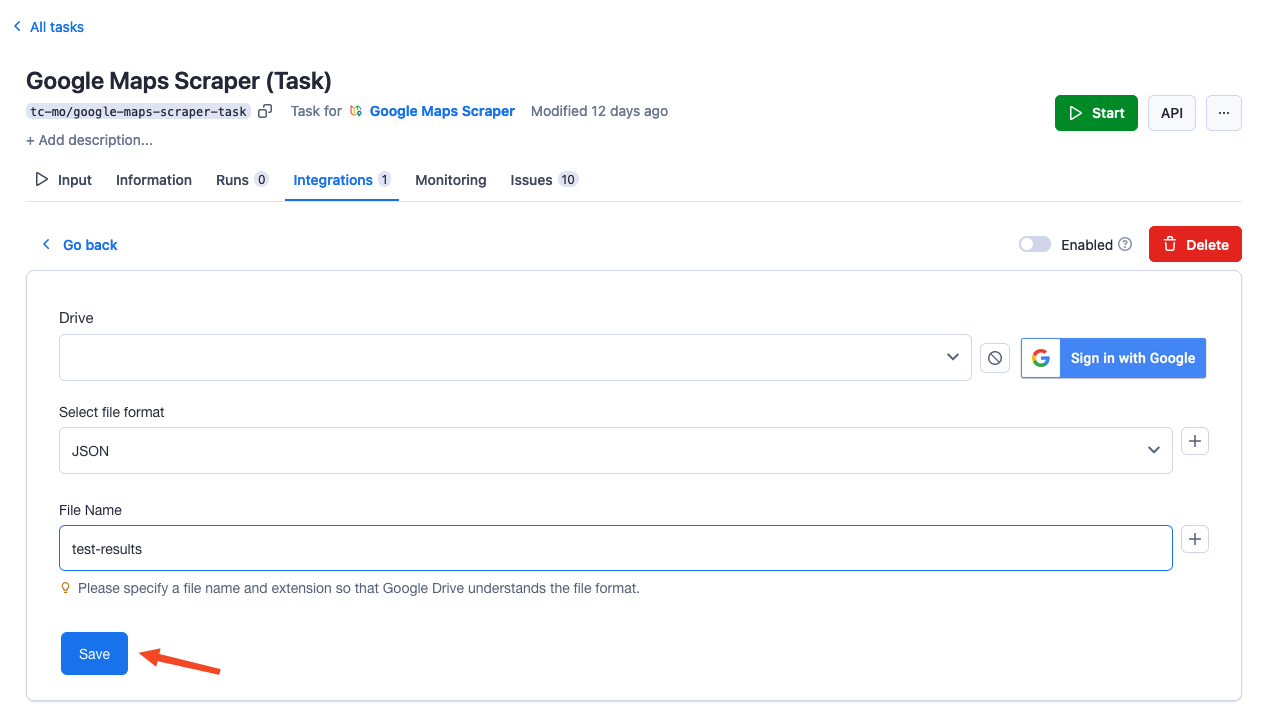 All tasks
Google Maps Scraper (Task)
tc-mo/google-maps-scraper-task Task for Google Maps Scraper Modified 12 days ago
Start API ...
+ Add description...
Input Information Runs 0 Integrations 1 Monitoring Issues 10
Go back Enabled ? Delete
Drive
Sign in with Google
Select file format
JSON
File Name
test-results
Please specify a file name and extension so that Google Drive understands the file format.
Save